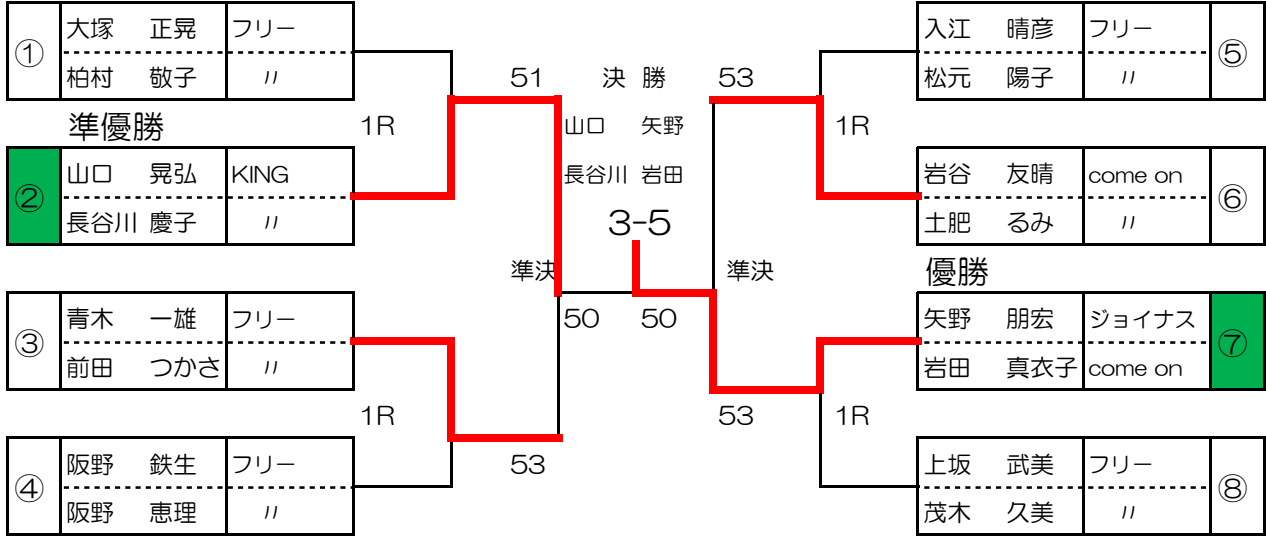 ① 大塚 正晃 フリー
柏村 敬子 〃
準優勝
② 山口 晃弘 KING
長谷川 慶子 〃
③ 青木 一雄 フリー
前田 つかさ 〃
④ 阪野 鉄生 フリー
阪野 恵理 〃
1R
1R
51
53
準決
50
決 勝
山口 矢野
長谷川 岩田
3-5
50
準決
53
53
1R
1R
入江 晴彦 フリー ⑤
松元 陽子 〃
岩谷 友晴 come on ⑥
土肥 るみ 〃
優勝
矢野 朋宏 ジョイナス ⑦
岩田 真衣子 come on
上坂 武美 フリー ⑧
茂木 久美 〃